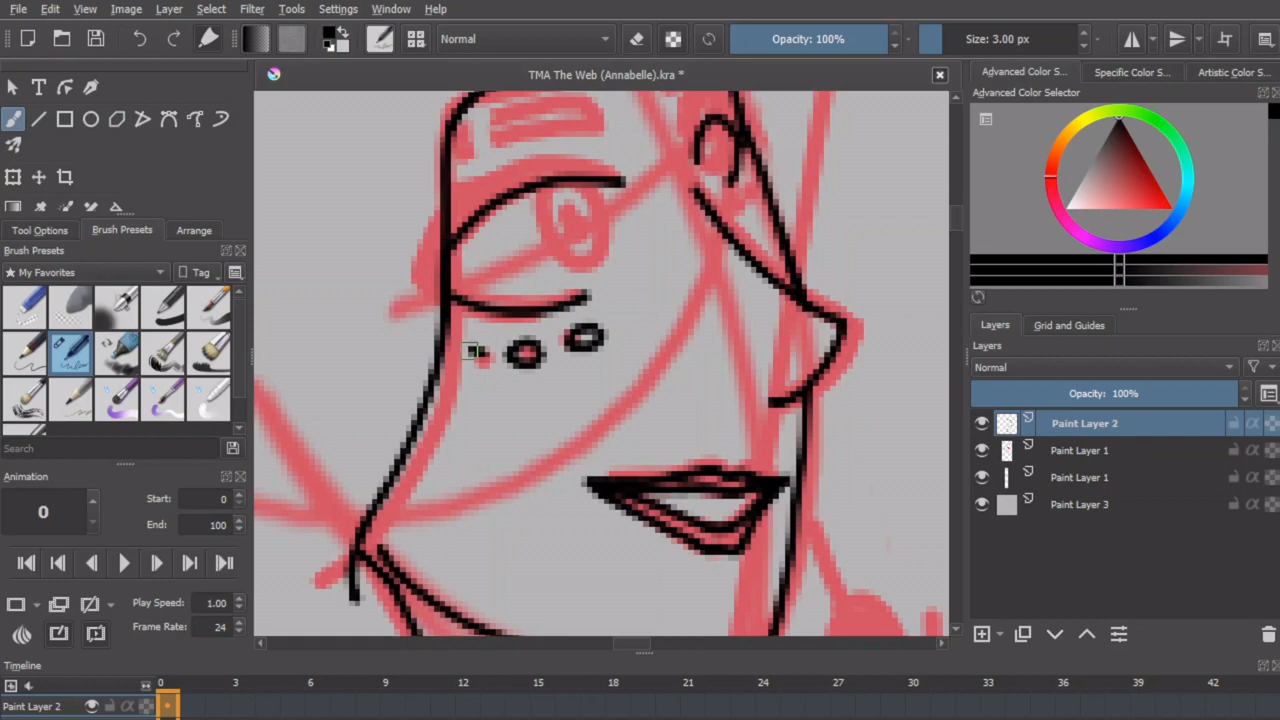 File Edit View Image Layer Select Filter Tools Settings Window Help
Normal Opacity: 100% Size: 3.00 px
TMA The Web (Annabelle).kra *
Advanced Color S... Specific Color S... Artistic Color S...
Advanced Color Selector
Tool Options Brush Presets Arrange
Brush Presets
My Favorites Tag
Search
Animation
0 Start: 0
End: 100
Play Speed: 1.00
Frame Rate: 24
Layers Grid and Guides
Layers
Normal
Opacity: 100%
Paint Layer 2
Paint Layer 1
Paint Layer 1
Paint Layer 3
Timeline
0 3 6 9 12 15 18 21 24 27 30 33 36 39 42
Paint Layer 2